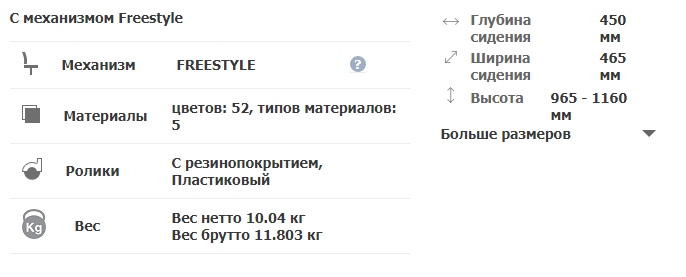 С механизмом Freestyle
Механизм FREESTYLE ?
Материалы цветов: 52, типов материалов:
5
Ролики С резинопокрытием,
Пластиковый
Kg Вес Вес нетто 10.04 кг
Вес брутто 11.803 кг
Глубина 450
сидения мм
Ширина 465
сидения мм
Высота 965 - 1160
мм
Больше размеров